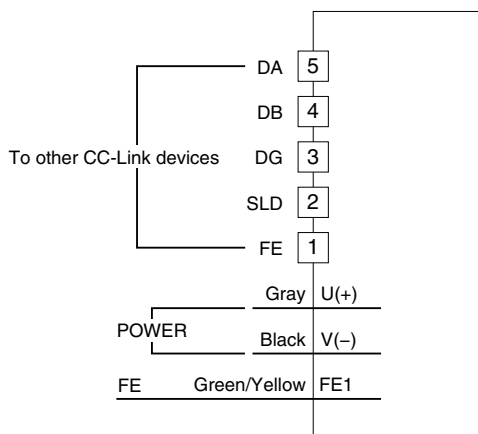 DA 5
DB 4
To other CC-Link devices DG 3
SLD 2
FE 1
Gray U(+)
POWER
Black V(−)
FE Green/Yellow FE1